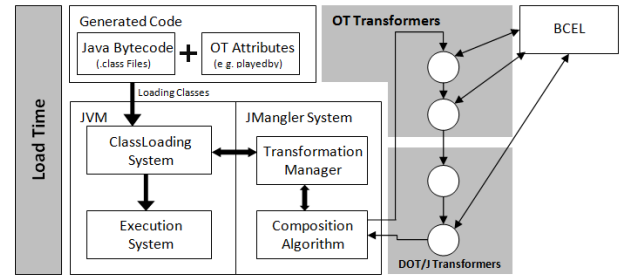 Load Time
Generated Code
Java Bytecode
(.class Files)
+
OT Attributes
(e g. playedby)
Loading Classes
OT Transformers
BCEL
JVM
JMangler System
ClassLoading
System
Transformation
Manager
Execution
System
Composition
Algorithm
DOT/J Transformers